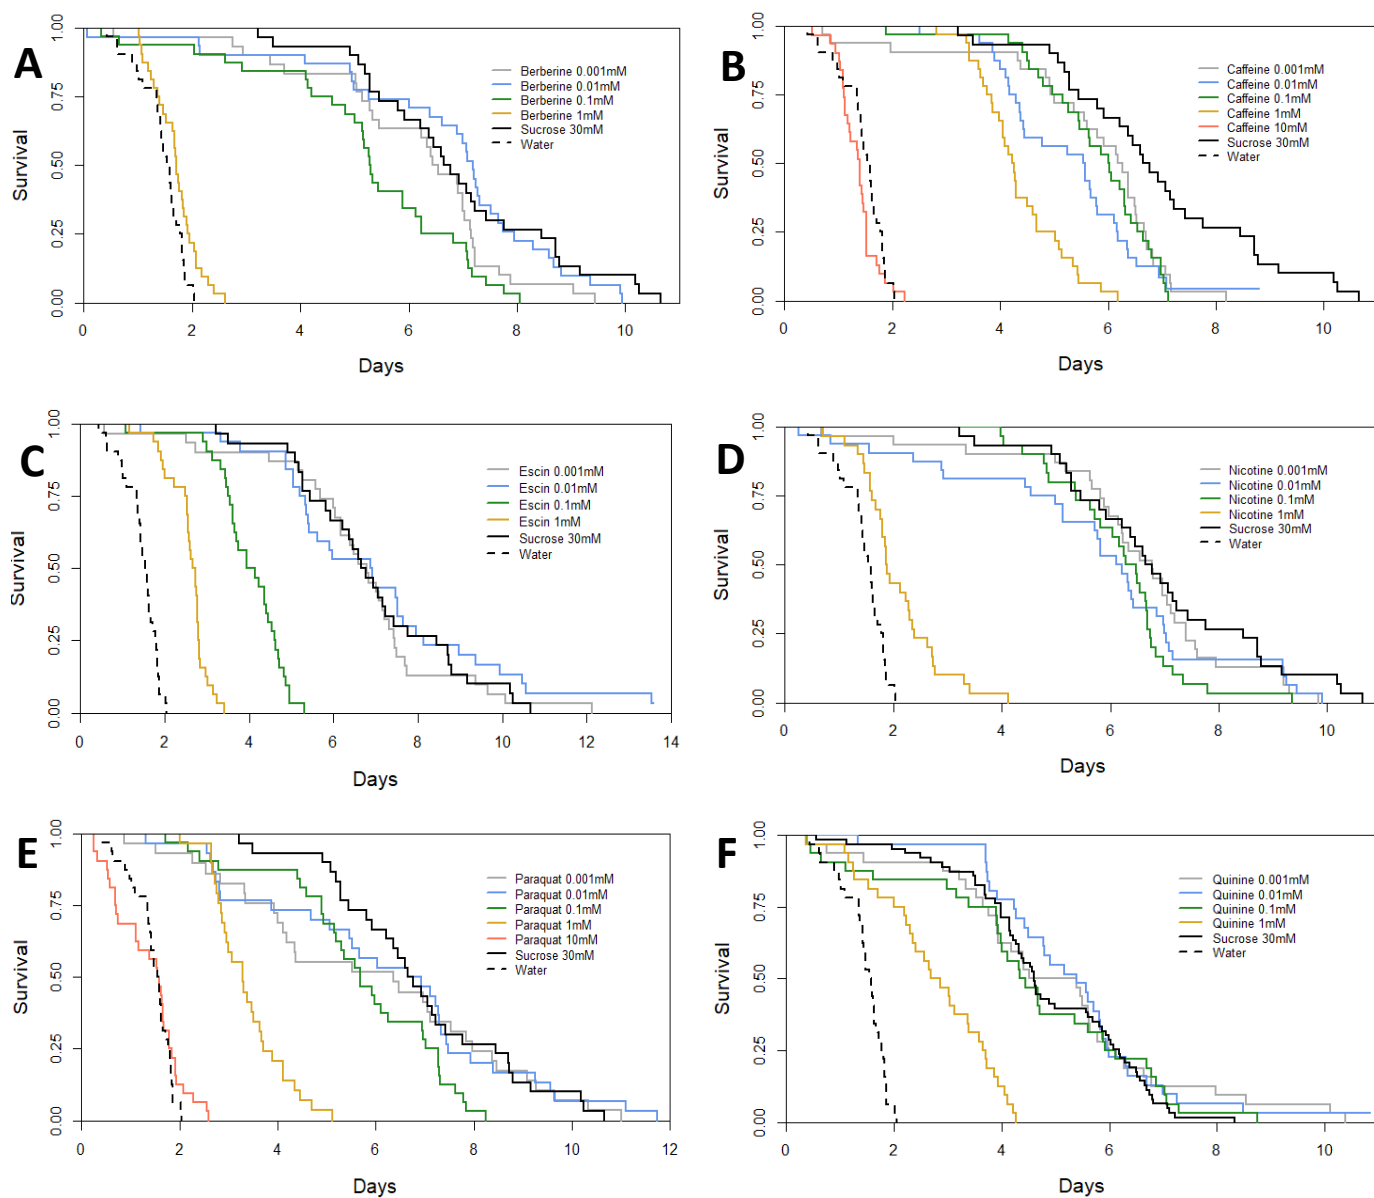 A
Survival
0.00
0.25
0.50
0.75
1.00
Berberine 0.001mM
Berberine 0.01mM
Berberine 0.1mM
Berberine 1mM
Sucrose 30mM
Water
0 2 4 6 8 10
Days
B
Survival
0.00
0.25
0.50
0.75
1.00
Caffeine 0.001mM
Caffeine 0.01mM
Caffeine 0.1mM
Caffeine 1mM
Caffeine 10mM
Sucrose 30mM
Water
0 2 4 6 8 10
Days
C
Survival
0.00
0.25
0.50
0.75
1.00
Escin 0.001mM
Escin 0.01mM
Escin 0.1mM
Escin 1mM
Sucrose 30mM
Water
0 2 4 6 8 10 12 14
Days
D
Survival
0.00
0.25
0.50
0.75
1.00
Nicotine 0.001mM
Nicotine 0.01mM
Nicotine 0.1mM
Nicotine 1mM
Sucrose 30mM
Water
0 2 4 6 8 10
Days
E
Survival
0.00
0.25
0.50
0.75
1.00
Paraquat 0.001mM
Paraquat 0.01mM
Paraquat 0.1mM
Paraquat 1mM
Paraquat 10mM
Sucrose 30mM
Water
0 2 4 6 8 10 12
Days
F
Survival
0.00
0.25
0.50
0.75
1.00
Quinine 0.001mM
Quinine 0.01mM
Quinine 0.1mM
Quinine 1mM
Sucrose 30mM
Water
0 2 4 6 8 10
Days